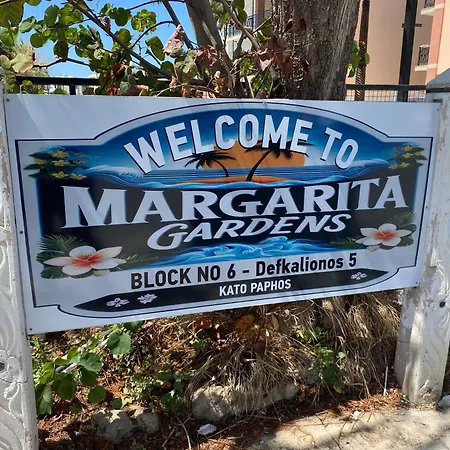 WELCOME TO
MARGARITA
GARDENS
BLOCK NO 6 - Defkalionos 5
KATO PAPHOS